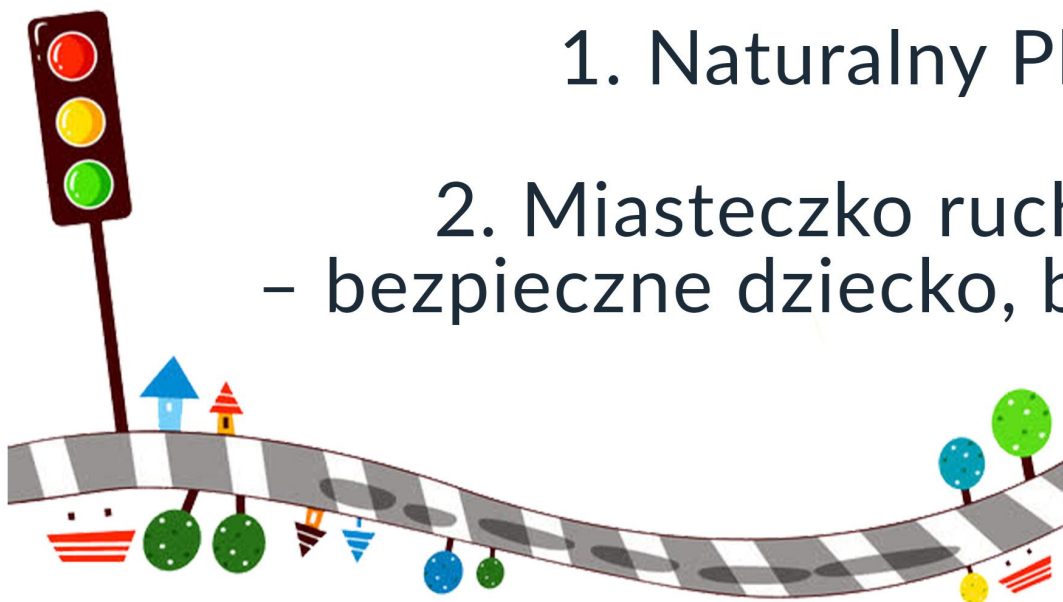 1. Naturalny
2. Miasteczko
– bezpieczne dziecko,